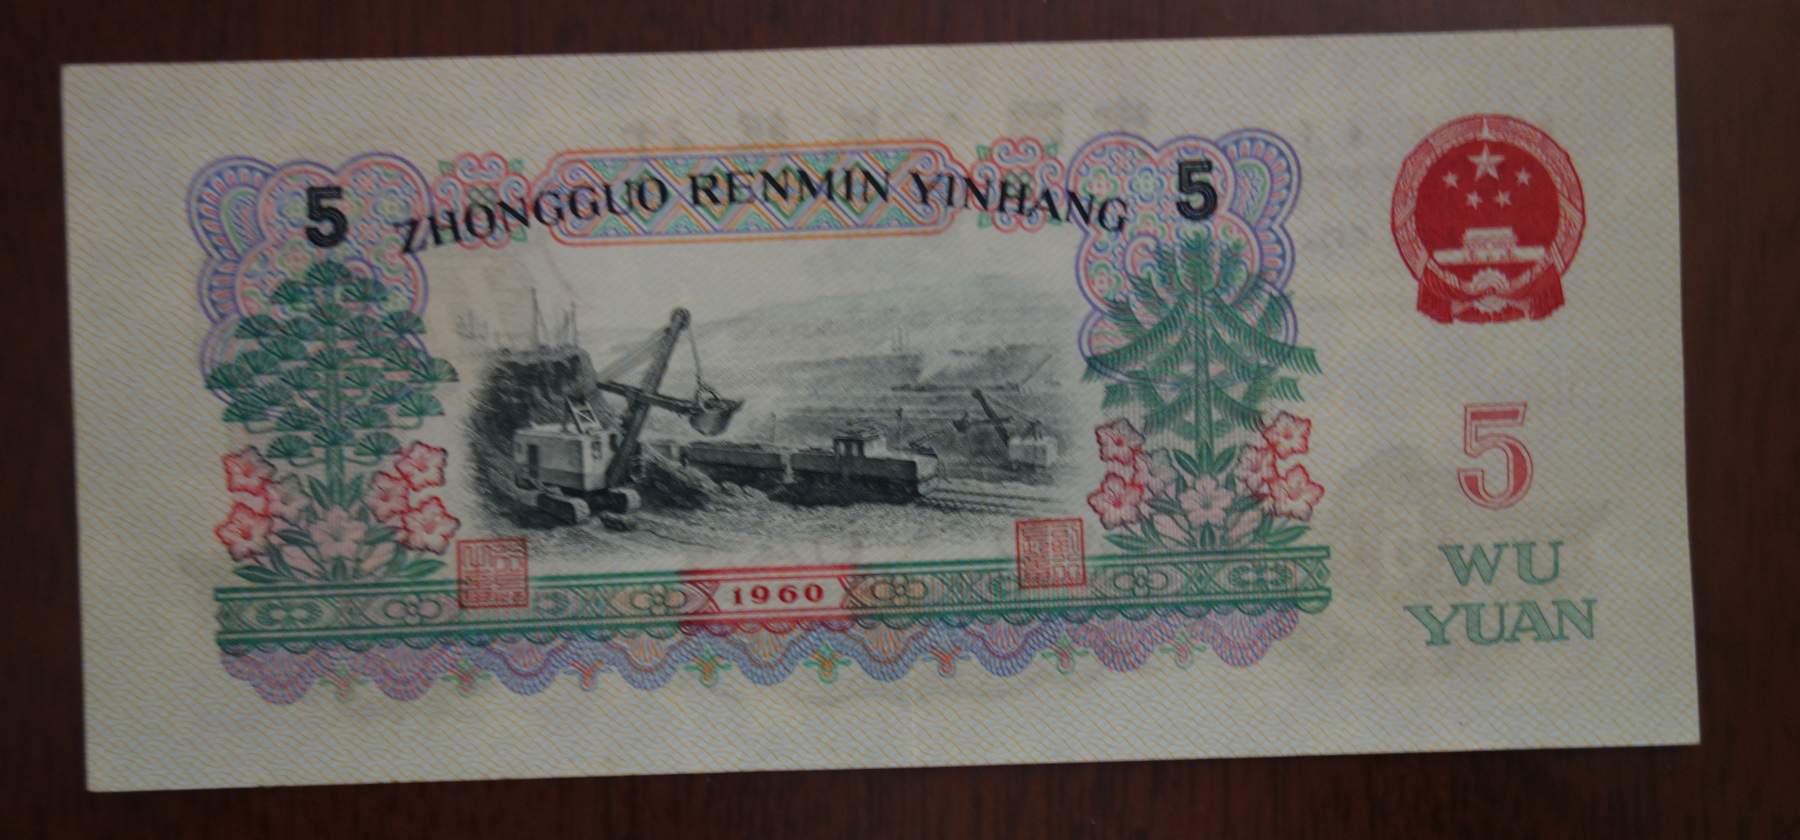 5 ZHONGGUO RENMIN YINHANG 5
1960
5
WU
YUAN